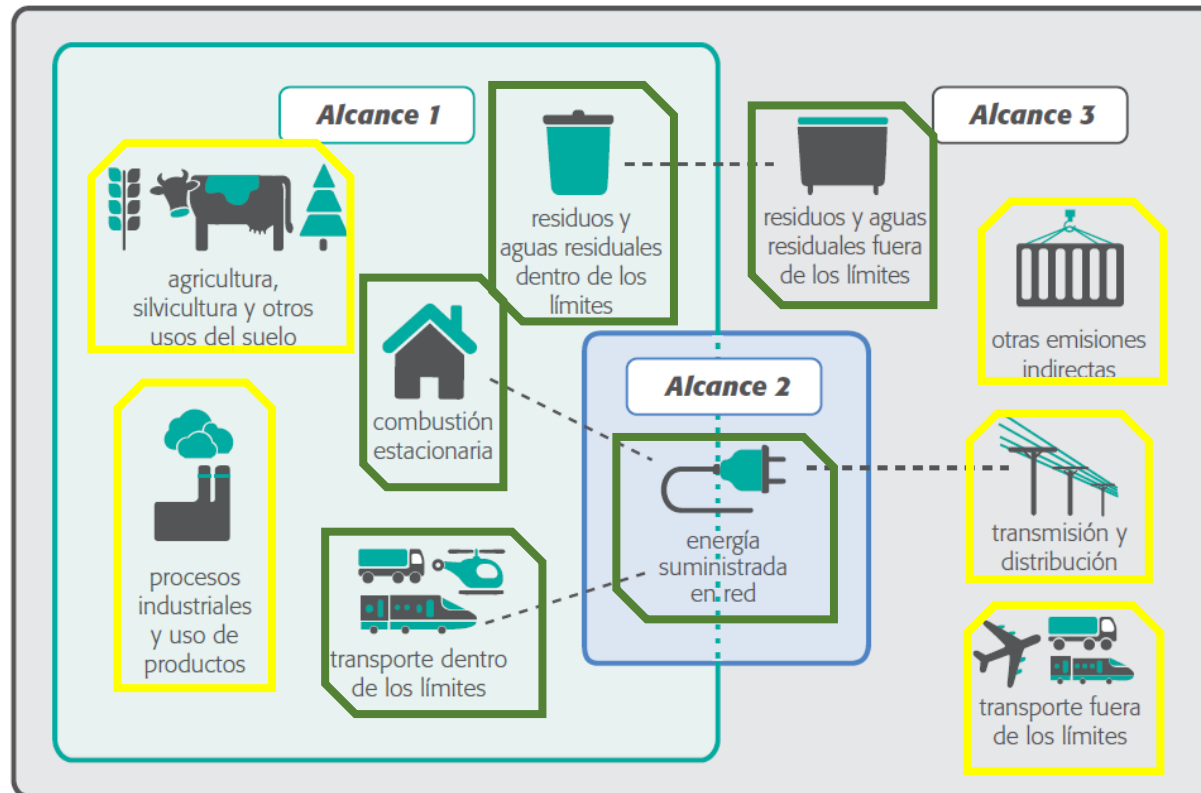 Alcance 1
agricultura,
silvicultura y otros
usos del suelo
residuos y
aguas residuales
dentro de los
límites
combustión
estacionaria
procesos
industriales
y uso de
productos
transporte dentro
de los límites
Alcance 2
energía
suministrada
en red
Alcance 3
residuos y aguas
residuales fuera
de los límites
otras emisiones
indirectas
transmisión y
distribución
transporte fuera
de los límites